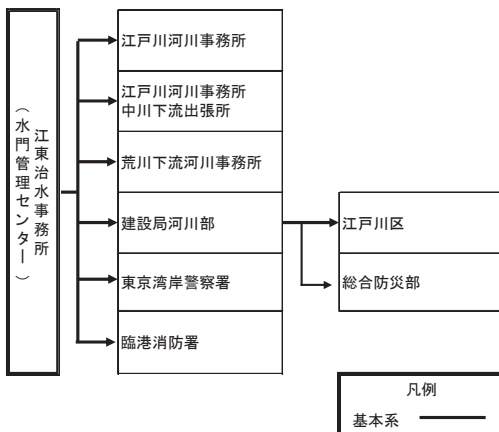 江東治水事務所
（水門管理センター）
江戸川河川事務所
江戸川河川事務所
中川下流出張所
荒川下流河川事務所
建設局河川部
東京湾岸警察署
臨港消防署
江戸川区
総合防災部
凡例
基本系